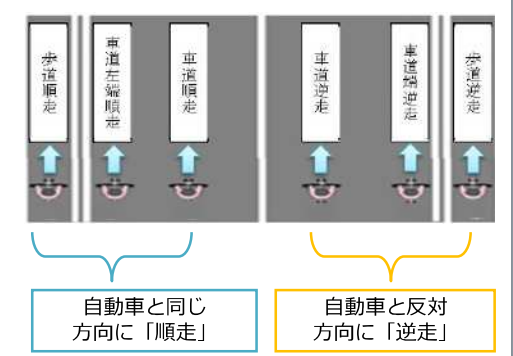 歩道順走
車道左端順走
車道順走
車道逆走
車道端逆走
歩道逆走
自動車と同じ
方向に「順走」
自動車と反対
方向に「逆走」